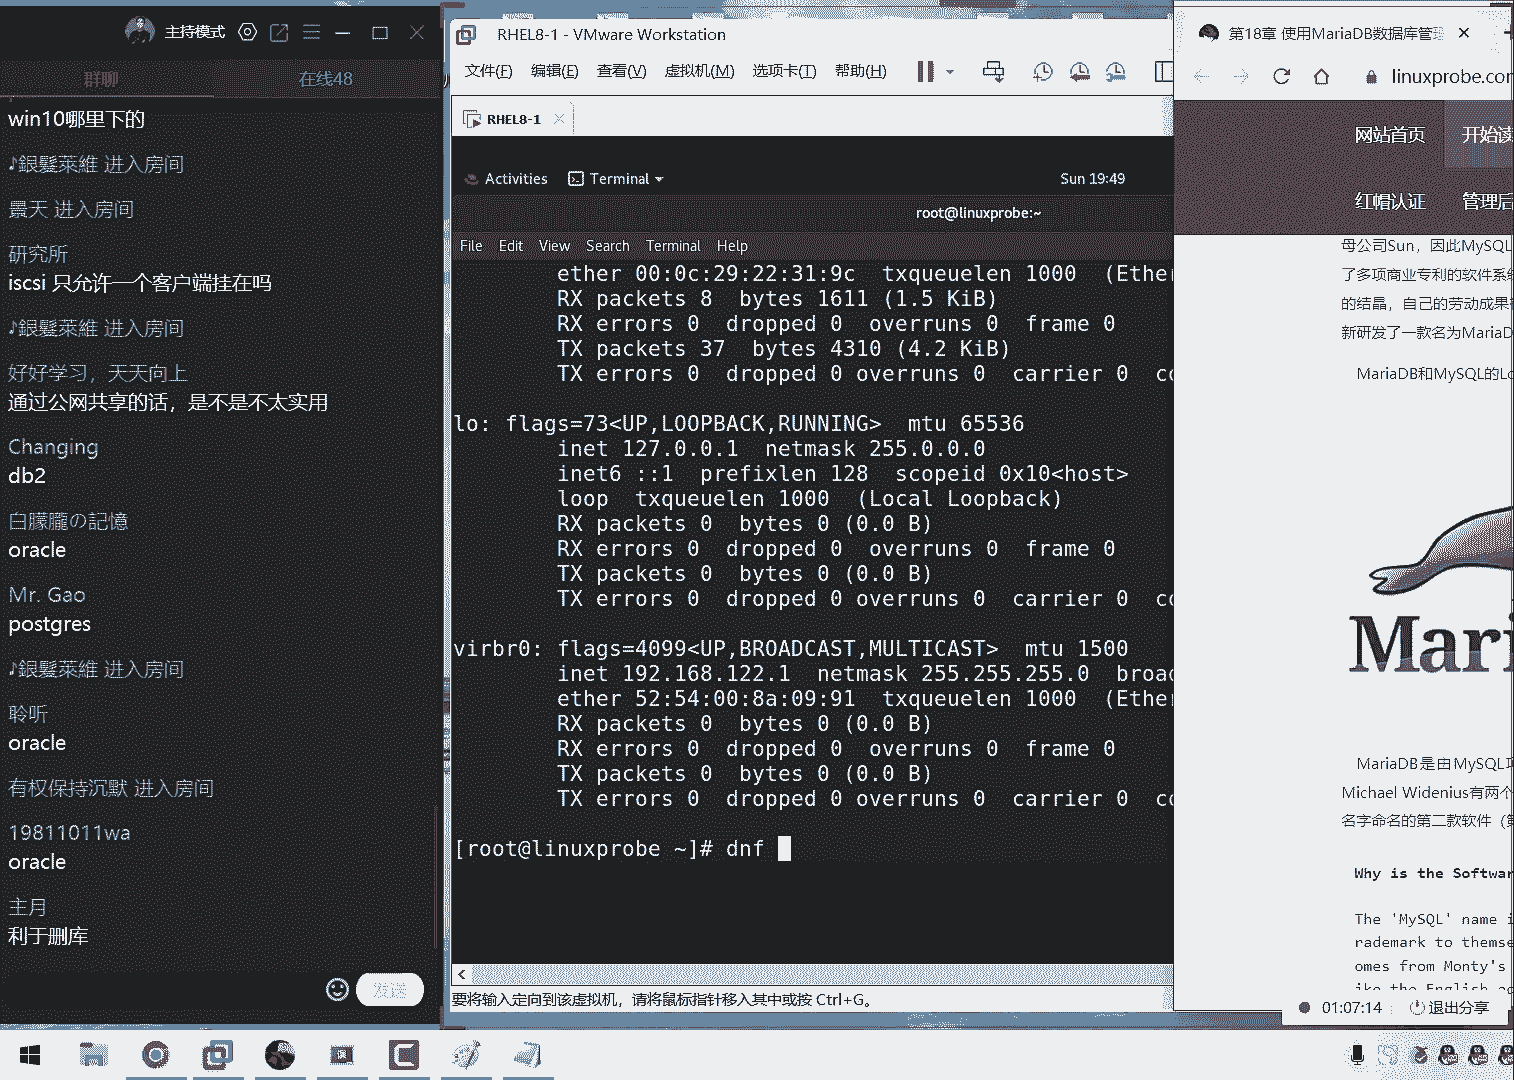 主持模式
群聊
在线48
win10哪里下的
♪銀髮萊維 进入房间
景天 进入房间
研究所
iscsi 只允许一个客户端挂在吗
♪銀髮萊維 进入房间
好好学习，天天向上
通过公网共享的话，是不是不太实用
Changing
db2
白朦朧の記憶
oracle
Mr. Gao
postgres
♪銀髮萊維 进入房间
聆听
oracle
有权保持沉默 进入房间
19811011wa
oracle
主月
利于删库
发送
RHEL8-1 - VMware Workstation
文件(F) 编辑(E) 查看(V) 虚拟机(M) 选项卡(T) 帮助(H)
RHEL8-1
Activities Terminal Sun 19:49
root@linuxprobe:~
File Edit View Search Terminal Help
ether 00:0c:29:22:31:9c txqueuelen 1000 (Ether
RX packets 8 bytes 1611 (1.5 KiB)
RX errors 0 dropped 0 overruns 0 frame 0
TX packets 37 bytes 4310 (4.2 KiB)
TX errors 0 dropped 0 overruns 0 carrier 0 co
lo: flags=73<UP,LOOPBACK,RUNNING> mtu 65536
inet 127.0.0.1 netmask 255.0.0.0
inet6 ::1 prefixlen 128 scopeid 0x10<host>
loop txqueuelen 1000 (Local Loopback)
RX packets 0 bytes 0 (0.0 B)
RX errors 0 dropped 0 overruns 0 frame 0
TX packets 0 bytes 0 (0.0 B)
TX errors 0 dropped 0 overruns 0 carrier 0 co
virbr0: flags=4099<UP,BROADCAST,MULTICAST> mtu 1500
inet 192.168.122.1 netmask 255.255.255.0 broad
ether 52:54:00:8a:09:91 txqueuelen 1000 (Ether
RX packets 0 bytes 0 (0.0 B)
RX errors 0 dropped 0 overruns 0 frame 0
TX packets 0 bytes 0 (0.0 B)
TX errors 0 dropped 0 overruns 0 carrier 0 co
[root@linuxprobe ~]# dnf
要将输入定向到该虚拟机，请将鼠标指针移入其中或按 Ctrl+G。
第18章 使用MariaDB数据库管理
linuxprobe.com
网站首页 开始读
红帽认证 管理后
母公司Sun，因此MySQL
了多项商业专利的软件系统
的结晶，自己的劳动成果被
新研发了一款名为MariaD
MariaDB和MySQL的Lo
Mari
MariaDB是由MySQL项
Michael Widenius有两个
名字命名的第二款软件（第
Why is the Softwar
The 'MySQL' name i
rademark to themse
omes from Monty's
ike the English ad
01:07:14 退出分享